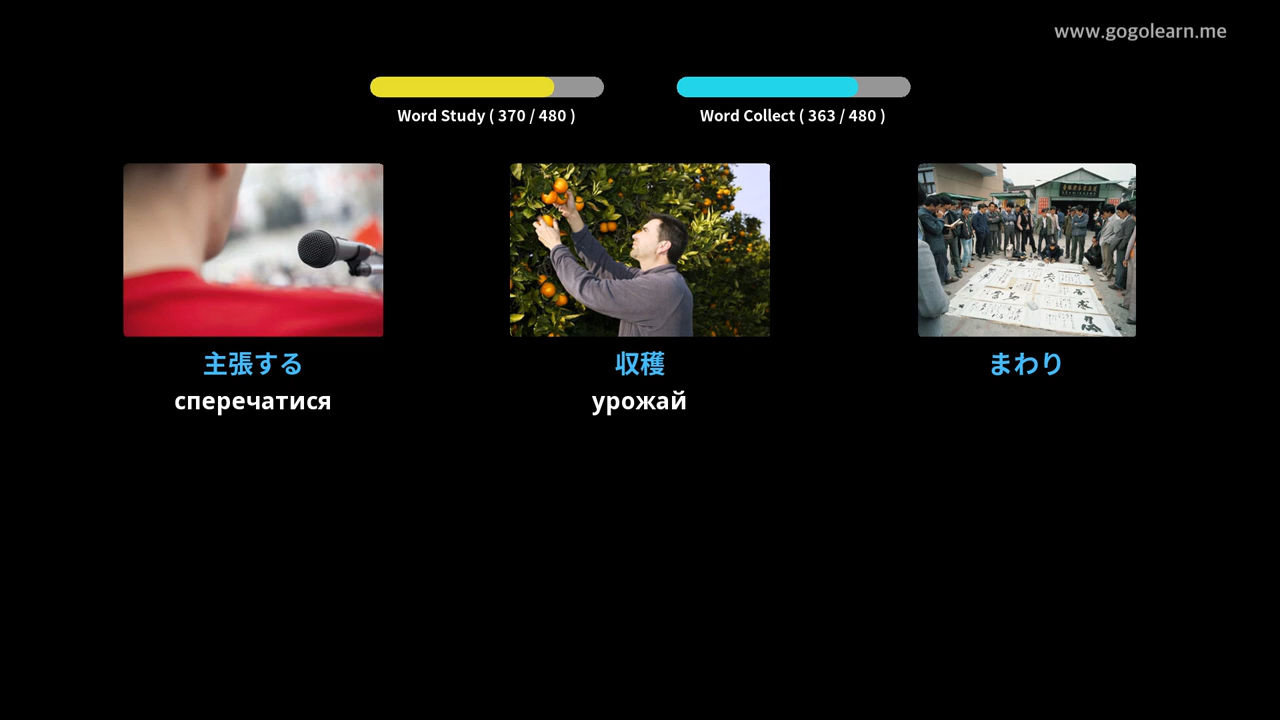 www.gogolearn.me
Word Study ( 370 / 480 )
Word Collect ( 363 / 480 )
主張する
收穫
まわり
сперечатися
урожай